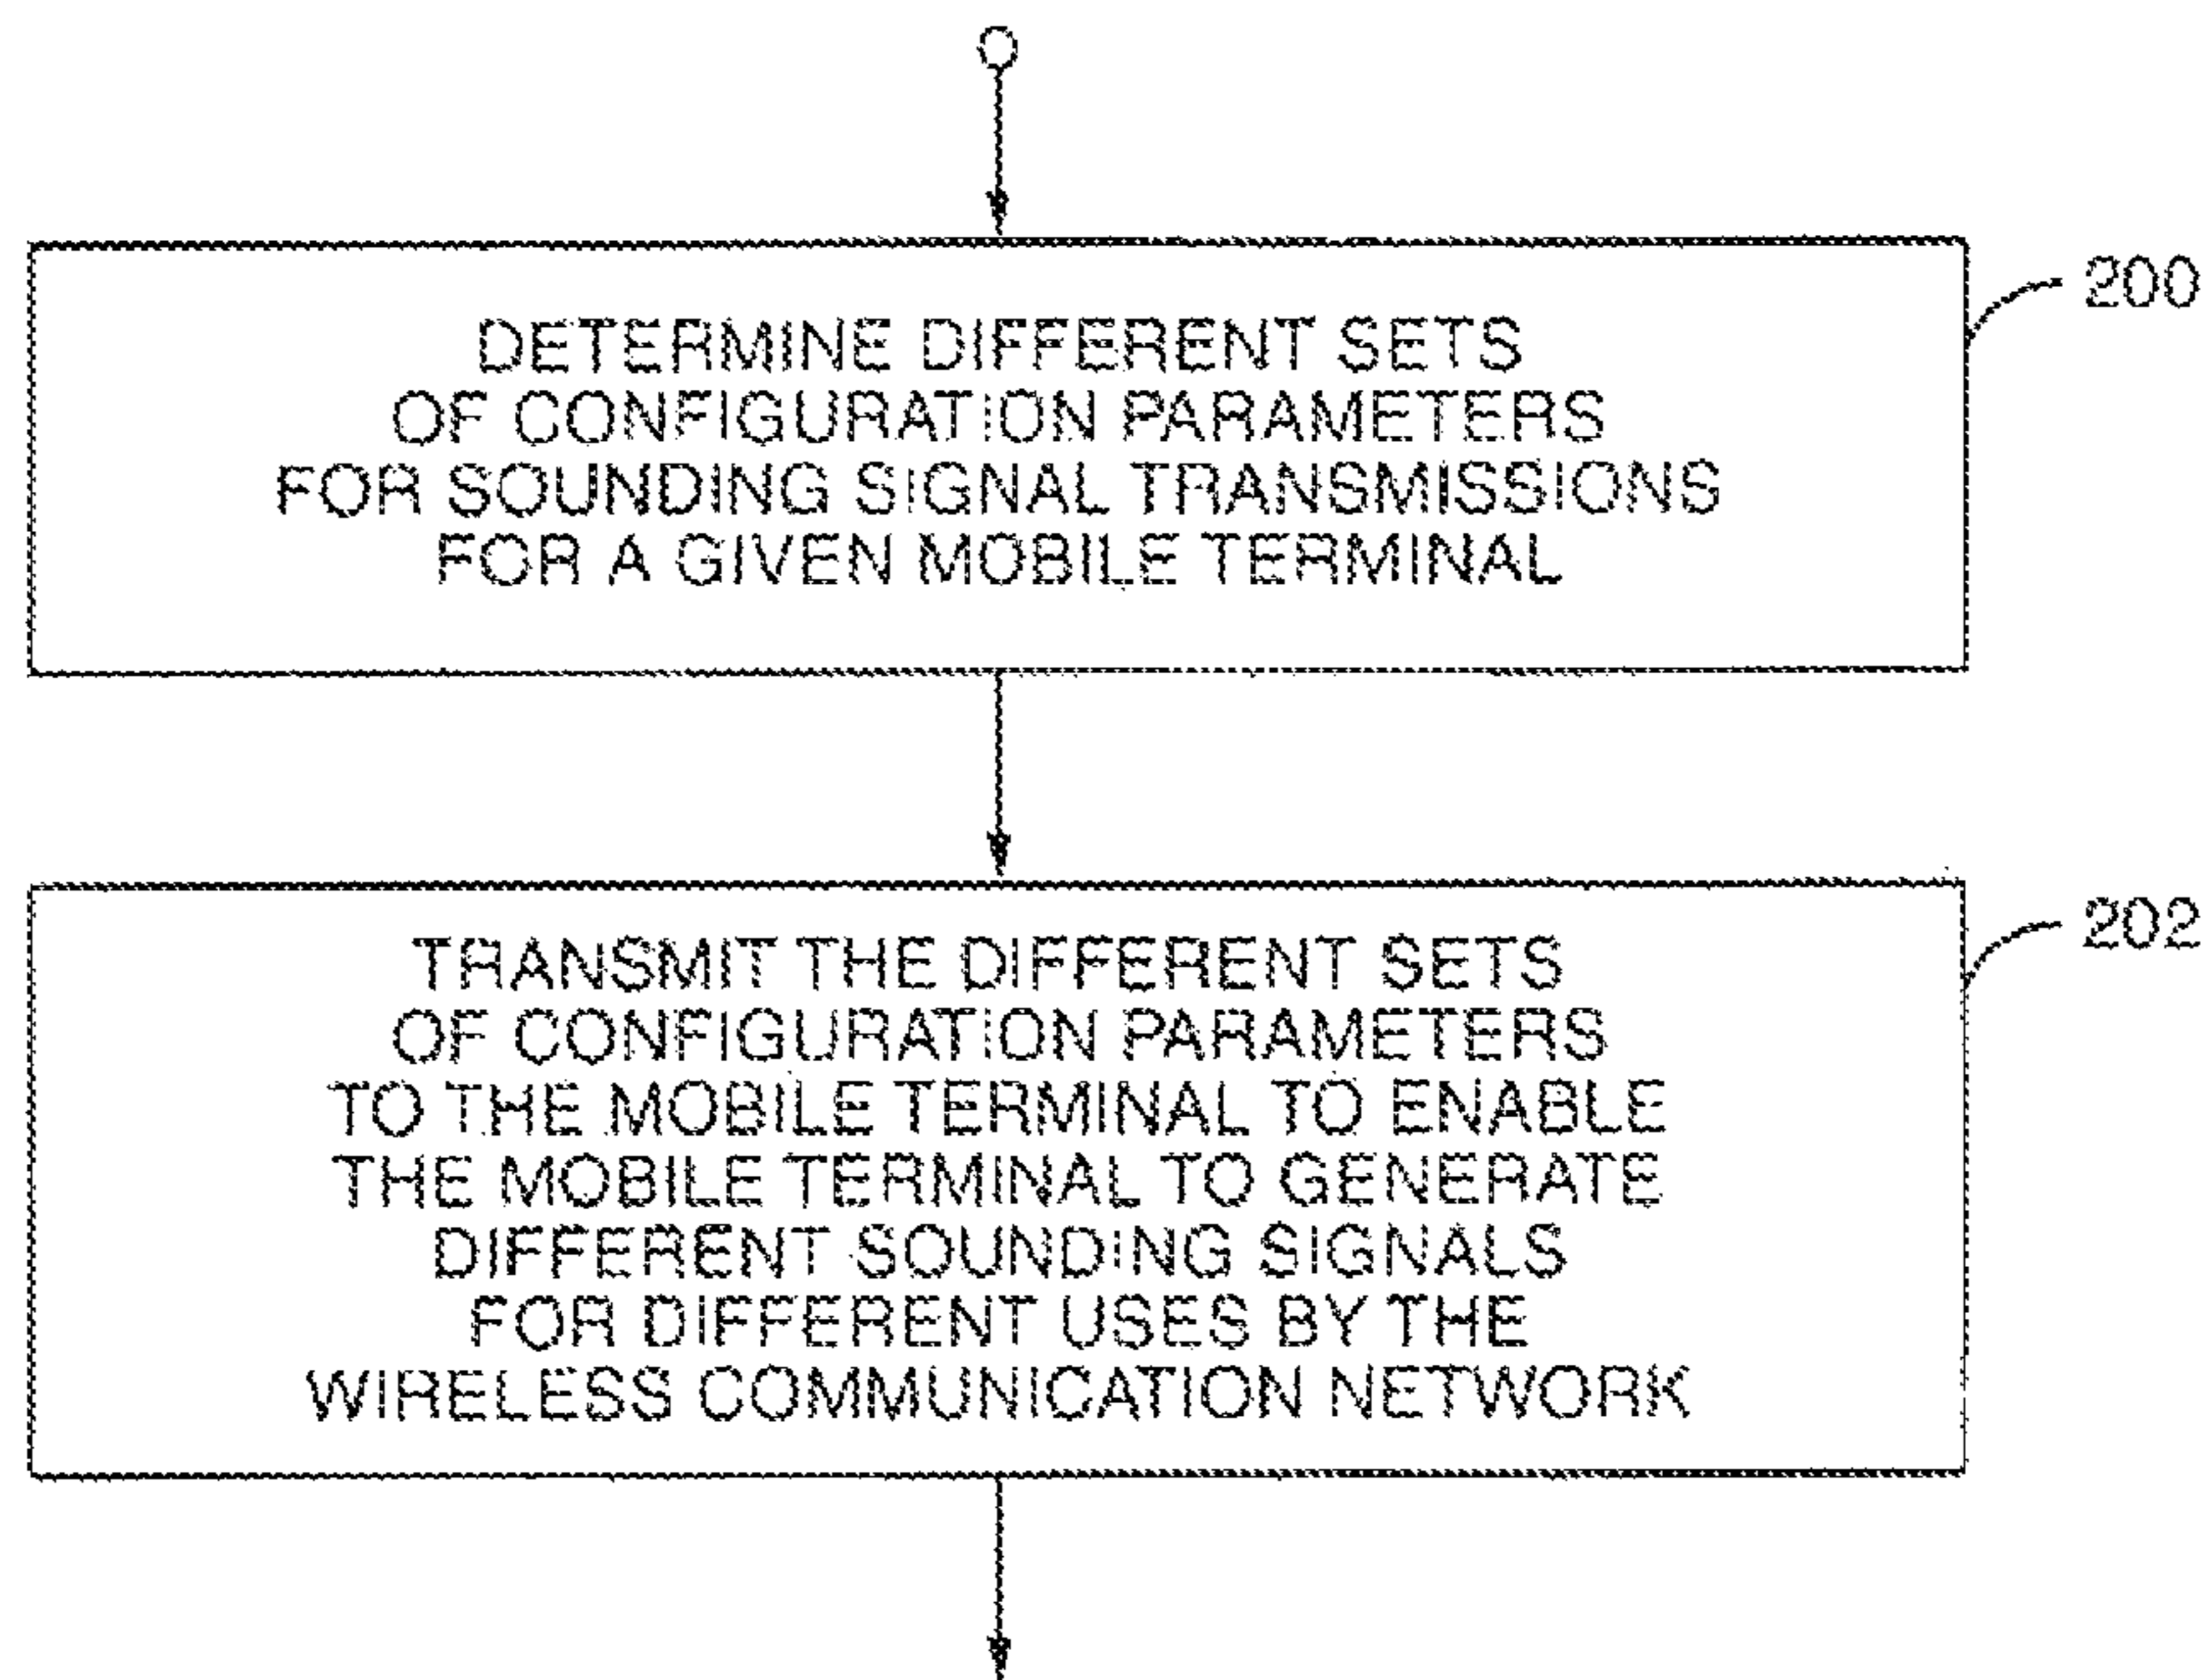 200
DETERMINE DIFFERENT SETS
OF CONFIGURATION PARAMETERS
FOR SOUNDING SIGNAL TRANSMISSIONS
FOR A GIVEN MOBILE TERMINAL
202
TRANSMIT THE DIFFERENT SETS
OF CONFIGURATION PARAMETERS
TO THE MOBILE TERMINAL TO ENABLE
THE MOBILE TERMINAL TO GENERATE
DIFFERENT SOUNDING SIGNALS
FOR DIFFERENT USES BY THE
WIRELESS COMMUNICATION NETWORK